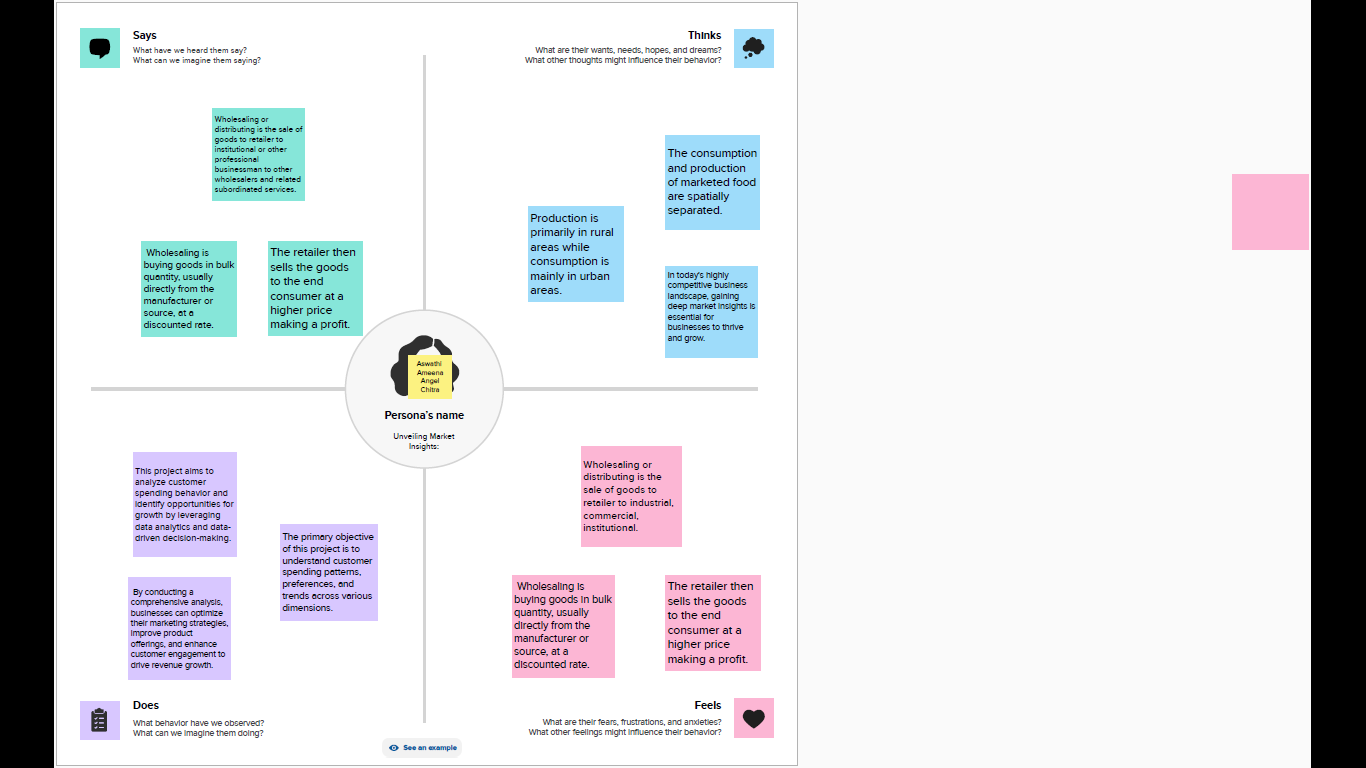 Says
What have we heard them say?
What can we imagine them saying?
Thinks
What are their wants, needs, hopes, and dreams?
What other thoughts might influence their behavior?
Wholesaling or
distributing is the sale of
goods to retailer to
institutional or other
professional
businessman to other
wholesalers and related
subordinated services.
Wholesaling is
buying goods in bulk
quantity, usually
directly from the
manufacturer or
source, at a
discounted rate.
The retailer then
sells the goods
to the end
consumer at a
higher price
making a profit.
The consumption
and production
of marketed food
are spatially
separated.
Production is
primarily in rural
areas while
consumption is
mainly in urban
areas.
In today's highly
competitive business
landscape, gaining
deep market insights is
essential for
businesses to thrive
and grow.
Aswathi
Ameena
Angel
Chitra
Persona's name
Unveiling Market
Insights:
This project aims to
analyze customer
spending behavior and
identify opportunities for
growth by leveraging
data analytics and data-
driven decision-making.
The primary objective
of this project is to
understand customer
spending patterns,
preferences, and
trends across various
dimensions.
By conducting a
comprehensive analysis,
businesses can optimize
their marketing strategies,
improve product
offerings, and enhance
customer engagement to
drive revenue growth.
Wholesaling or
distributing is the
sale of goods to
retailer to industrial,
commercial,
institutional.
Wholesaling is
buying goods in bulk
quantity, usually
directly from the
manufacturer or
source, at a
discounted rate.
The retailer then
sells the goods
to the end
consumer at a
higher price
making a profit.
Does
What behavior have we observed?
What can we imagine them doing?
Feels
What are their fears, frustrations, and anxieties?
What other feelings might influence their behavior?
See an example